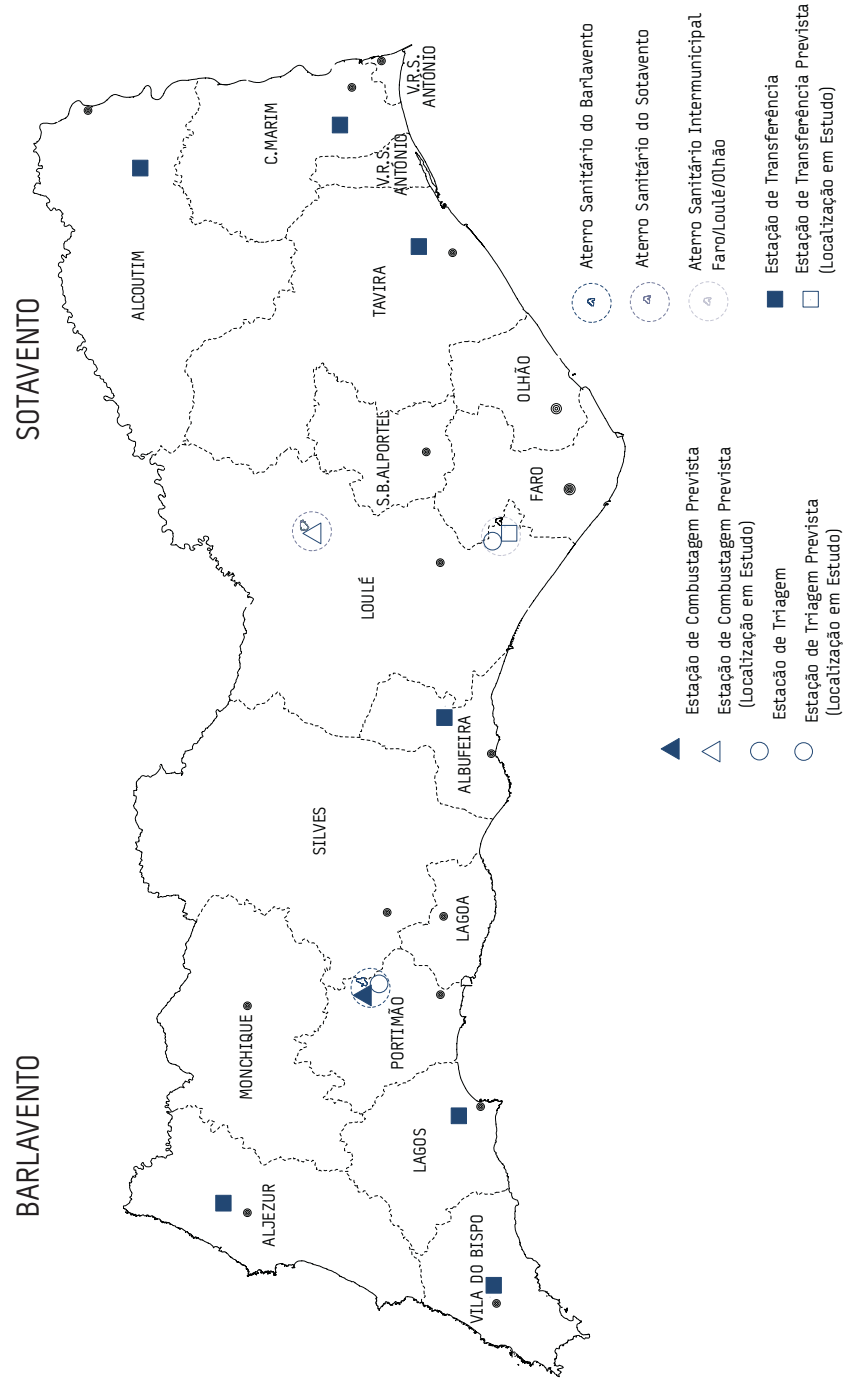 BARLAVENTO
SOTAVENTO
ALJEZUR
VILA DO BISPO
LAGOS
MONCHIQUE
PORTIMÃO
LAGOA
SILVES
ALBUFEIRA
LOULÉ
S.B.ALPORTEL
FARO
OLHÃO
TAVIRA
ALCOUTIM
C.MARIM
V.R.S.
ANTÓNIO
V.R.S.
ANTÓNIO
Estação de Combustagem Prevista
Estação de Combustagem Prevista
(Localização em Estudo)
Estacão de Triagem
Estação de Triagem Prevista
(Localização em Estudo)
Aterro Sanitário do Barlavento
Aterro Sanitário do Sotavento
Aterro Sanitário Intermunicipal
Faro/Loulé/Olhão
Estação de Transferência
Estação de Transferência Prevista
(Localização em Estudo)